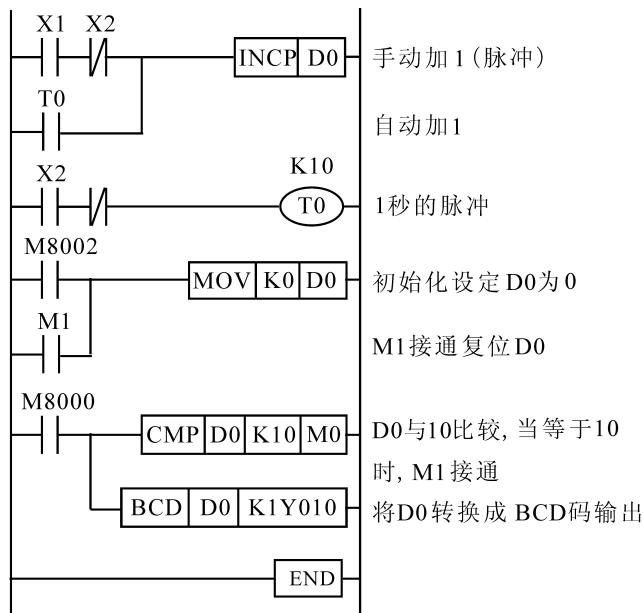 X1 X2
INCP D0 手动加1(脉冲)
T0
自动加1
K10
X2
T0 1秒的脉冲
M8002
MOV K0 D0 初始化设定D0为0
M1
M1接通复位D0
M8000
CMP D0 K10 M0 D0与10比较,当等于10
时,M1接通
BCD D0 K1Y010 将D0转换成BCD码输出
END